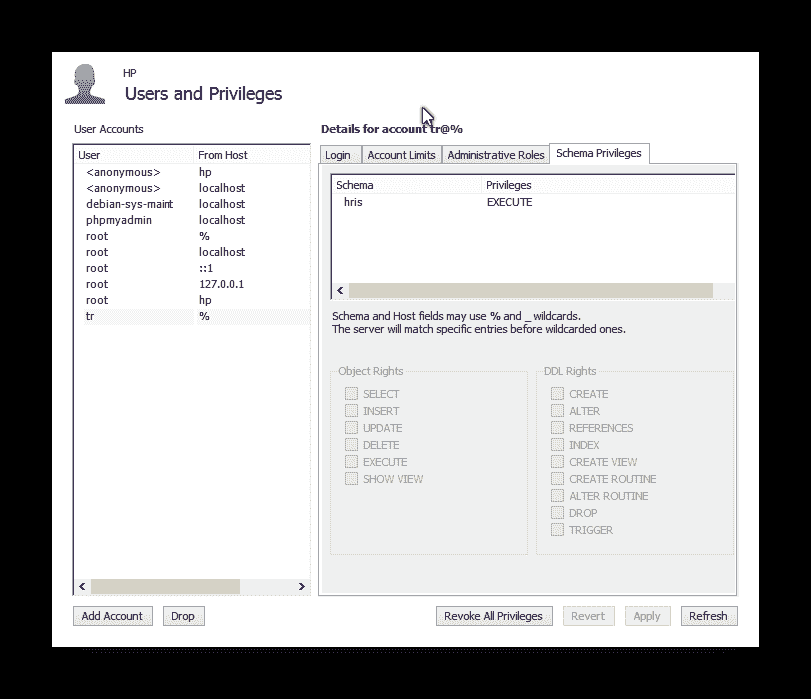 HP
Users and Privileges
User Accounts
User From Host
<anonymous> hp
<anonymous> localhost
debian-sys-maint localhost
phpmyadmin localhost
root %
root localhost
root ::1
root 127.0.0.1
root hp
tr %
Add Account Drop
Details for account tr@%
Login Account Limits Administrative Roles Schema Privileges
Schema Privileges
hris EXECUTE
Schema and Host fields may use % and _ wildcards.
The server will match specific entries before wildcarded ones.
Object Rights
SELECT
INSERT
UPDATE
DELETE
EXECUTE
SHOW VIEW
DDL Rights
CREATE
ALTER
REFERENCES
INDEX
CREATE VIEW
CREATE ROUTINE
ALTER ROUTINE
DROP
TRIGGER
Revoke All Privileges Revert Apply Refresh